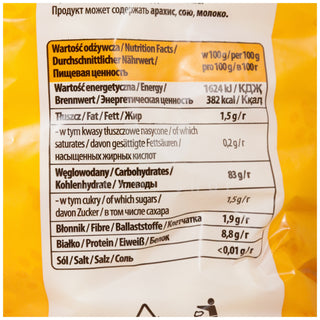 Продукт может содержать арахис, сою, молоко.
Wartość odżywcza / Nutrition Facts /
Durchschnittlicher Nährwert /
Пищевая ценность
w 100 g / per 100 g
pro 100 g / в 100 г
Wartość energetyczna / Energy /
Brennwert / Энергетическая ценность
1624 kJ / КДЖ
382 kcal / Ккал
Tłuszcz / Fat / Fett / Жир
1,5 g / г
- w tym kwasy tłuszczowe nasycone / of which
saturates / davon gesättigte Fettsäuren /
насыщенных жирных кислот
0,2 g / г
Węglowodany / Carbohydrates /
Kohlenhydrate / Углеводы
83 g / г
- w tym cukry / of which sugars /
davon Zucker / в том числе сахара
1,5 g / г
Błonnik / Fibre / Ballaststoffe / Клетчатка
1,9 g / г
Białko / Protein / Eiweiß / Белок
8,8 g / г
Sól / Salt / Salz / Соль
<0,01 g / г